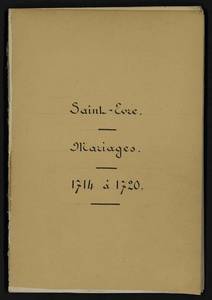 Saint-Evre.
Mariages.
1714 à 1720.